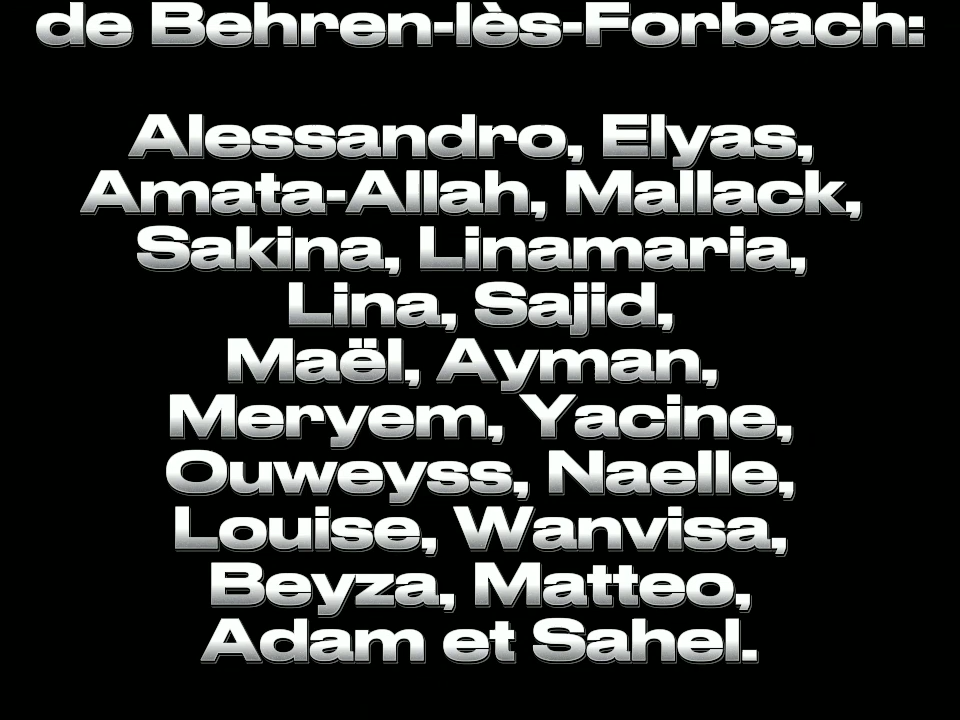 de Behren-lès-Forbach:
Alessandro, Elyas,
Amata-Allah, Mallack,
Sakina, Linamaria,
Lina, Sajid,
Maël, Ayman,
Meryem, Yacine,
Ouweyss, Naelle,
Louise, Wanvisa,
Beyza, Matteo,
Adam et Sahel.